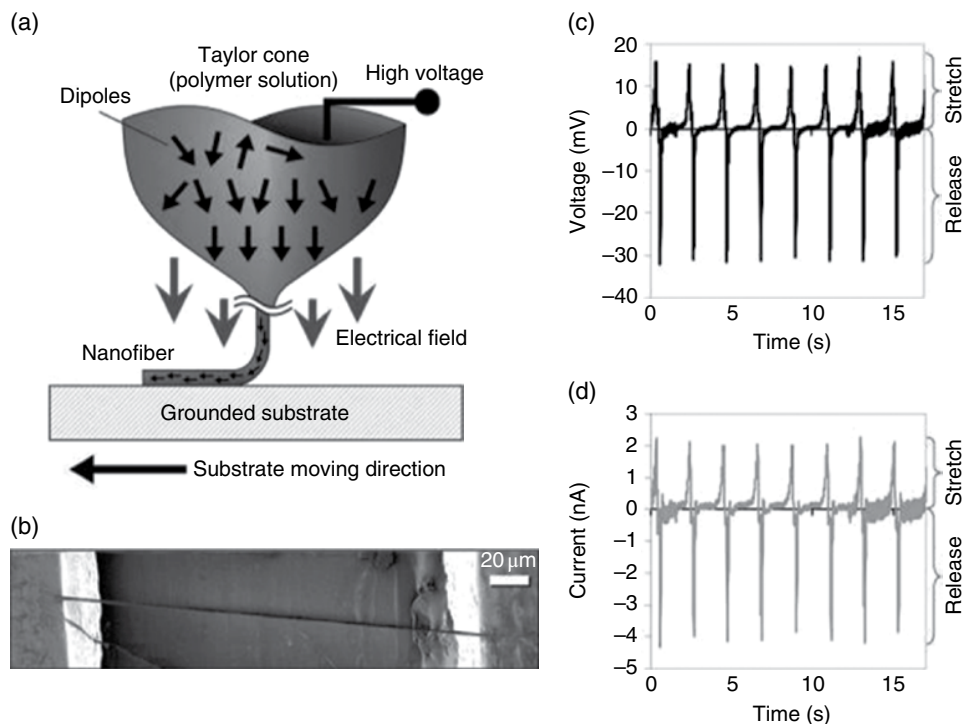 (a)
Taylor cone
(polymer solution)
High voltage
Dipoles
Nanofiber
Electrical field
Grounded substrate
Substrate moving direction
(b)
20 μm
(c)
20
10
0
–10
–20
–30
–40
Voltage (mV)
0
5
10
15
Time (s)
Stretch
Release
(d)
3
2
1
0
–1
–2
–3
–4
–5
Current (nA)
0
5
10
15
Time (s)
Stretch
Release